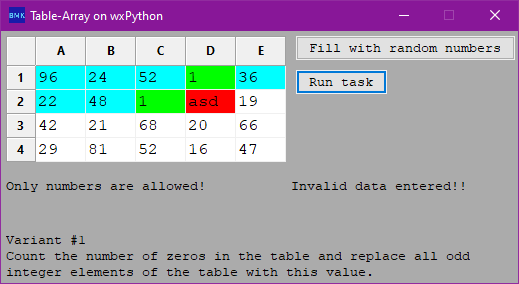 BMK Table-Array on wxPython
A B C D E Fill with random numbers
1 96 24 52 1 36 Run task
2 22 48 1 asd 19
3 42 21 68 20 66
4 29 81 52 16 47
Only numbers are allowed! Invalid data entered!!
Variant #1
Count the number of zeros in the table and replace all odd
integer elements of the table with this value.